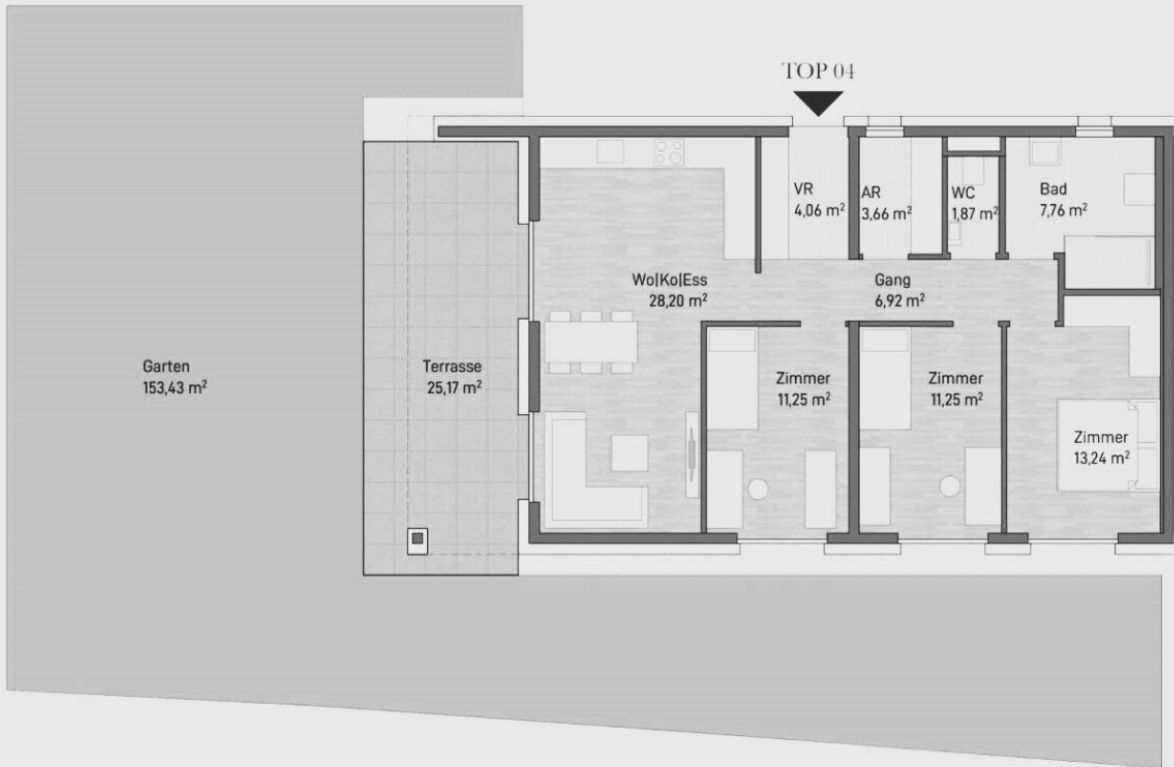 TOP 04
VR
4,06 m²
AR
3,66 m²
WC
1,87 m²
Bad
7,76 m²
Wo|Ko|Ess
28,20 m²
Gang
6,92 m²
Garten
153,43 m²
Terrasse
25,17 m²
Zimmer
11,25 m²
Zimmer
11,25 m²
Zimmer
13,24 m²